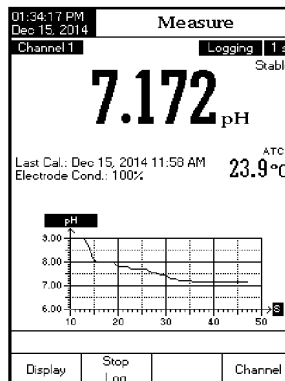 01:34:17 PM
Dec 15, 2014
Measure
Channel 1
Logging 1 s
Stabl
7.172 pH
ATC
Last Cal.: Dec 15, 2014 11:58 AM
Electrode Cond.: 100%
23.9°C
pH
9.00
8.00
7.00
6.00
10 20 30 40 50
S
Display
Stop
Log
Channel